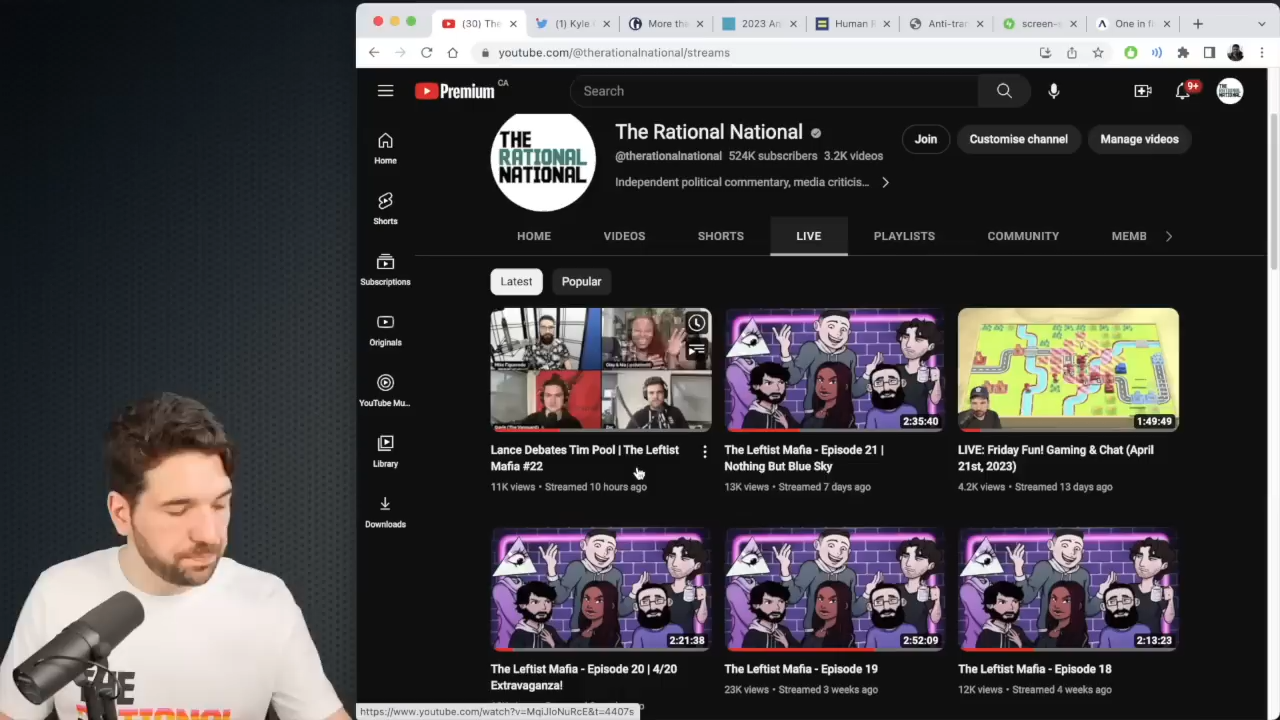 (30) The
(1) Kyle
More tha
2023 An
Human R
Anti-tran
screen-s
One in fi
youtube.com/@therationalnational/streams
Premium CA
Search
9+
Home
Shorts
Subscriptions
Originals
YouTube Mu...
Library
Downloads
THE
RATIONAL
NATIONAL
The Rational National
@therationalnational 524K subscribers 3.2K videos
Independent political commentary, media criticis...
Join
Customise channel
Manage videos
HOME
VIDEOS
SHORTS
LIVE
PLAYLISTS
COMMUNITY
MEMB
Latest
Popular
Mike Figueredo
Lance Debates Tim Pool | The Leftist
Mafia #22
11K views • Streamed 10 hours ago
2:35:40
The Leftist Mafia - Episode 21 |
Nothing But Blue Sky
13K views • Streamed 7 days ago
1:49:49
LIVE: Friday Fun! Gaming & Chat (April
21st, 2023)
4.2K views • Streamed 13 days ago
2:21:38
The Leftist Mafia - Episode 20 | 4/20
Extravaganza!
2:52:09
The Leftist Mafia - Episode 19
23K views • Streamed 3 weeks ago
2:13:23
The Leftist Mafia - Episode 18
12K views • Streamed 4 weeks ago
https://www.youtube.com/watch?v=MqiJIoNuRcE&t=4407s
THE
NATIONAL